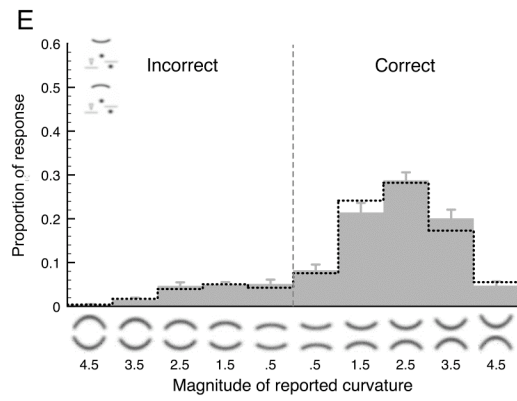 E
0.6
Incorrect
Correct
0.5
0.4
0.3
0.2
0.1
0
Proportion of response
4.5 3.5 2.5 1.5 .5 .5 1.5 2.5 3.5 4.5
Magnitude of reported curvature